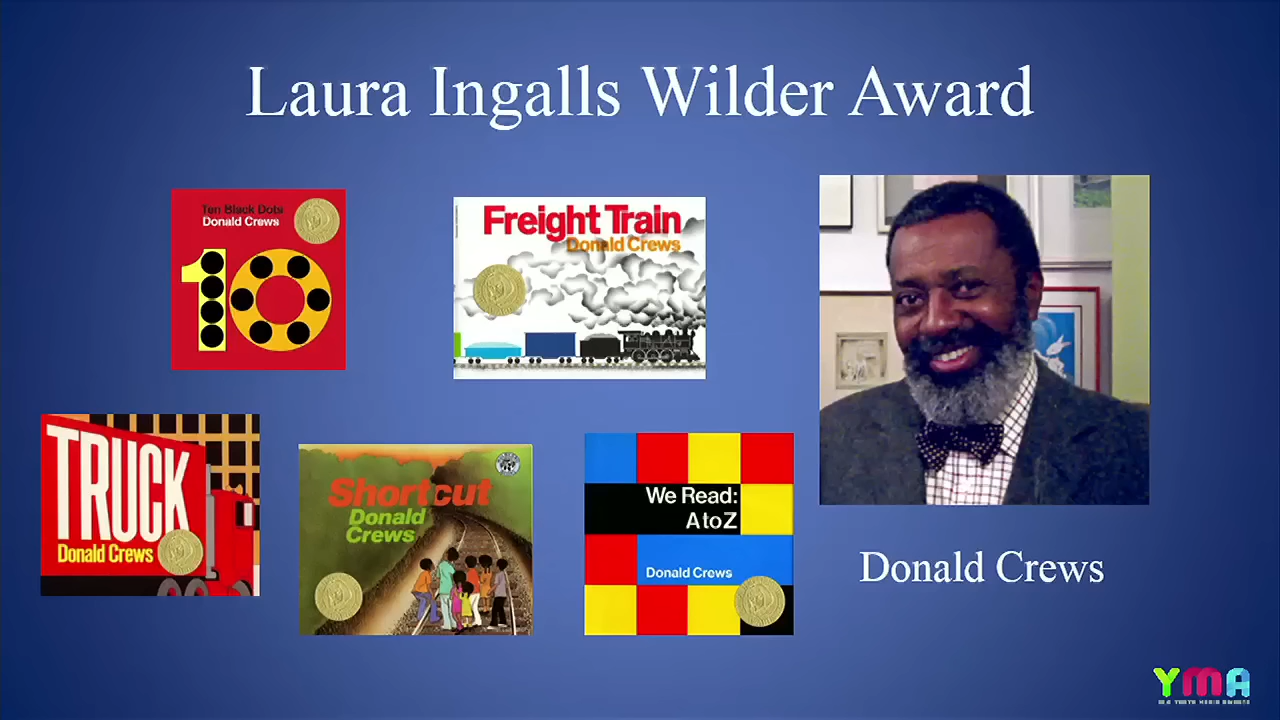 Laura Ingalls Wilder Award
Ten Black Dots
Donald Crews
10
Freight Train
Donald Crews
TRUCK
Donald Crews
Shortcut
Donald
Crews
We Read:
A to Z
Donald Crews
Donald Crews
YMA